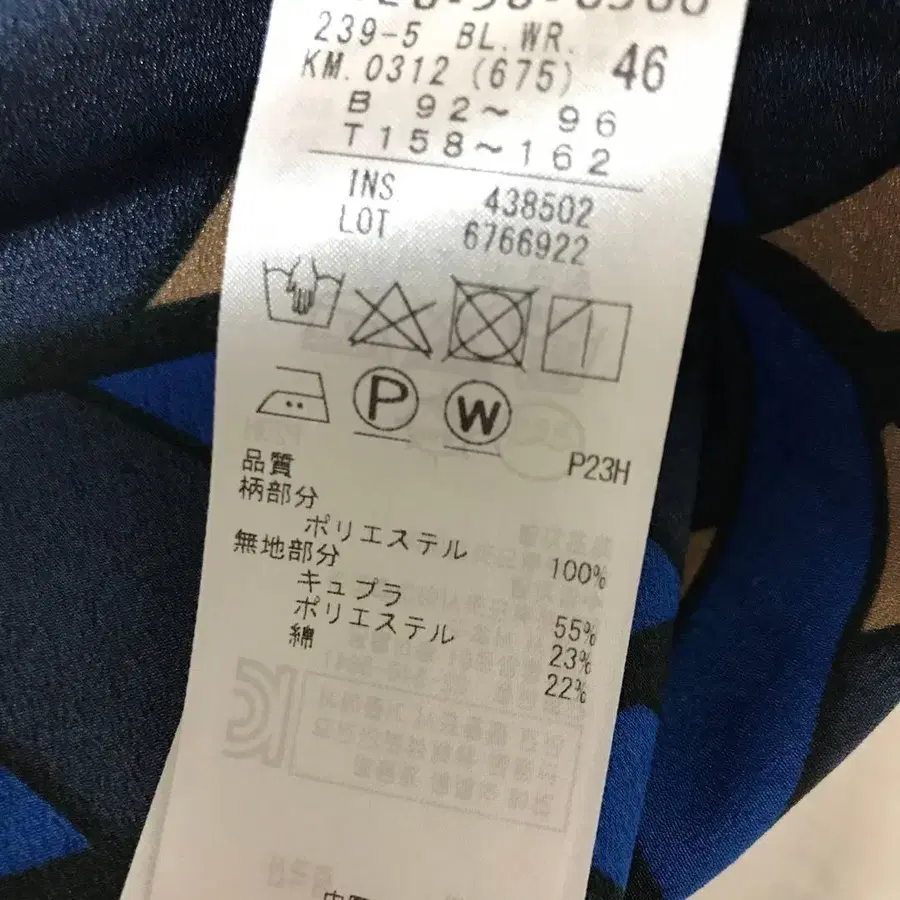 239-5 BL.WR.
KM.0312 (675) 46
B 92～ 96
T158～162
INS 438502
LOT 6766922
P W
P23H
品質
柄部分
ポリエステル 100%
無地部分
キュプラ 55%
ポリエステル 23%
綿 22%